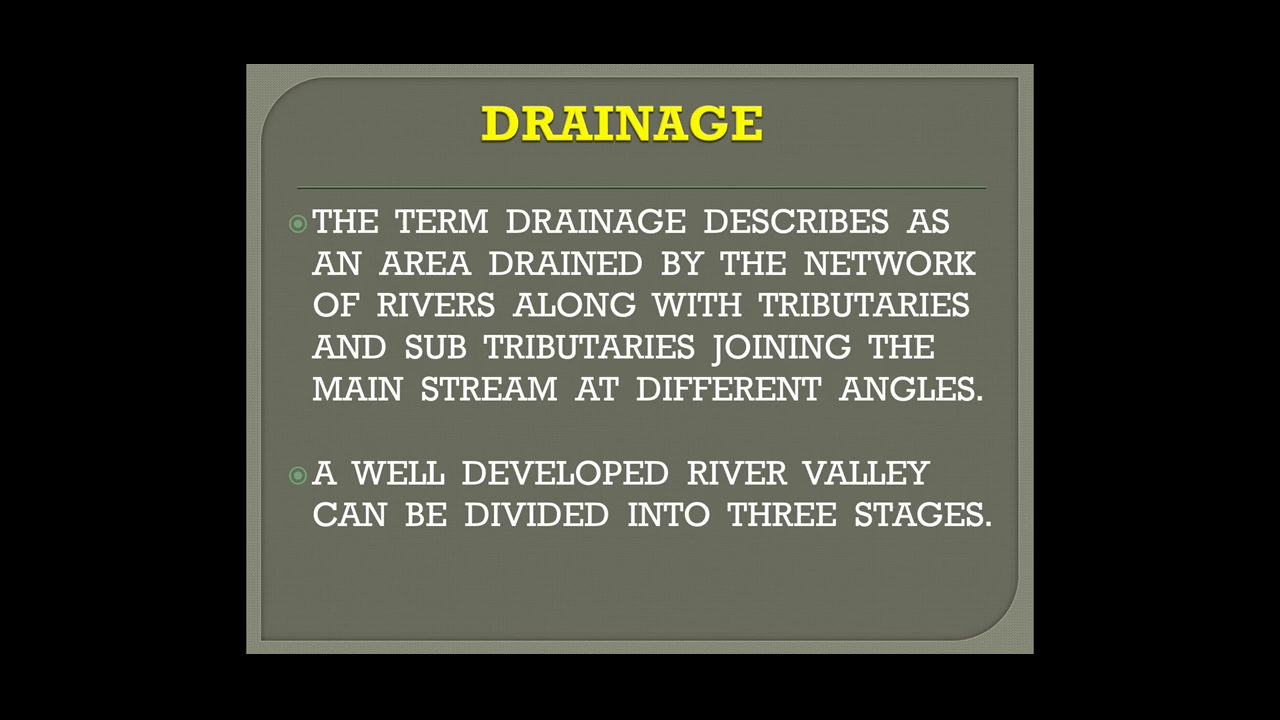 DRAINAGE
THE TERM DRAINAGE DESCRIBES AS
AN AREA DRAINED BY THE NETWORK
OF RIVERS ALONG WITH TRIBUTARIES
AND SUB TRIBUTARIES JOINING THE
MAIN STREAM AT DIFFERENT ANGLES.
A WELL DEVELOPED RIVER VALLEY
CAN BE DIVIDED INTO THREE STAGES.